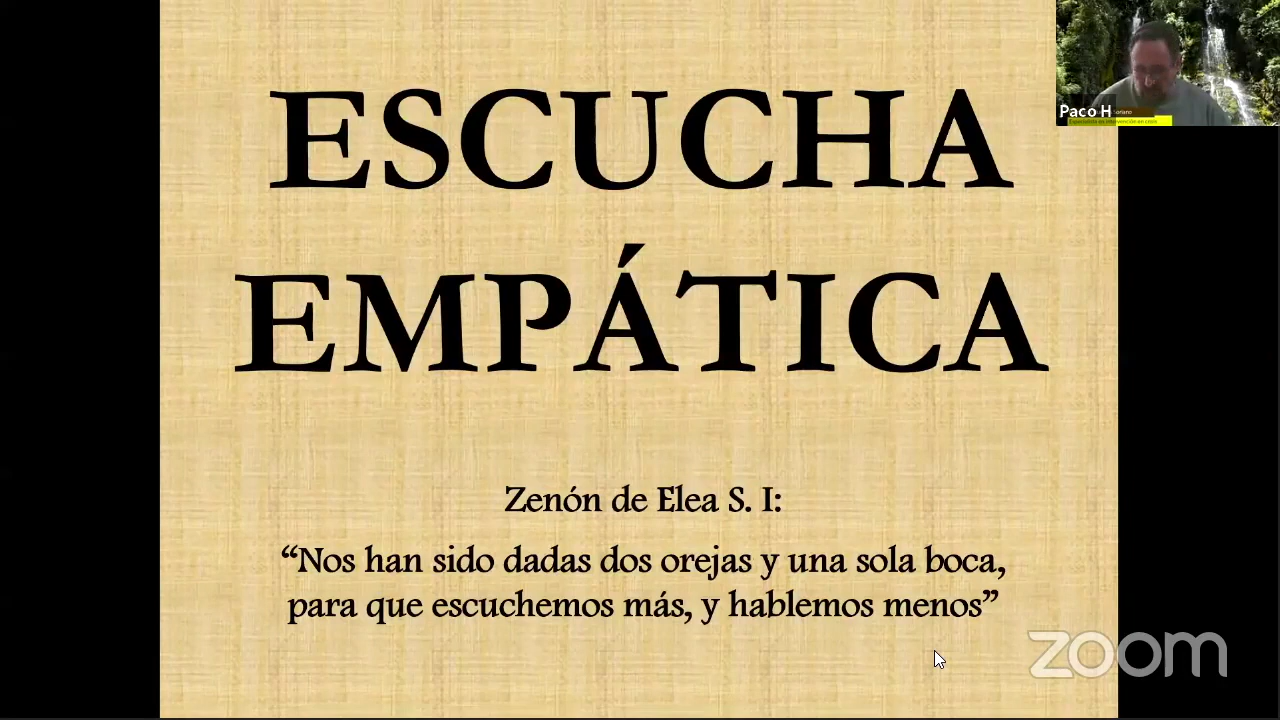 ESCUCHA
EMPÁTICA
Zenón de Elea S. I:
“Nos han sido dadas dos orejas y una sola boca,
para que escuchemos más, y hablemos menos”
Paco H
zoom